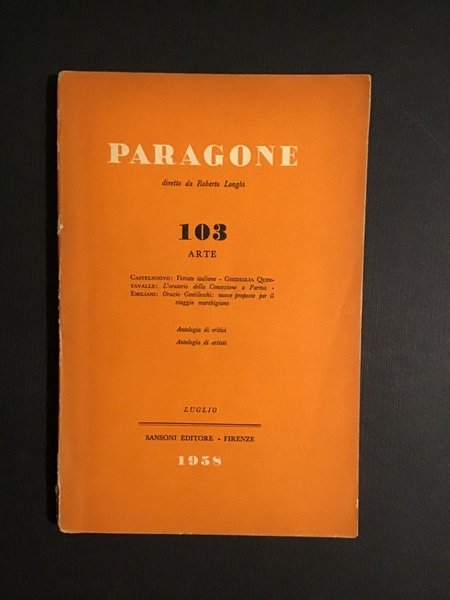 PARAGONE
diretto da Roberto Longhi
103
ARTE
CASTELNUOVO: Vetrate italiane - GHIDIGLIA QUIN-
TAVALLE: L'oratorio della Concezione a Parma -
EMILIANI: Orazio Gentileschi: nuove proposte per il
viaggio marchigiano
Antologia di critici
Antologia di artisti
LUGLIO
SANSONI EDITORE - FIRENZE
1958